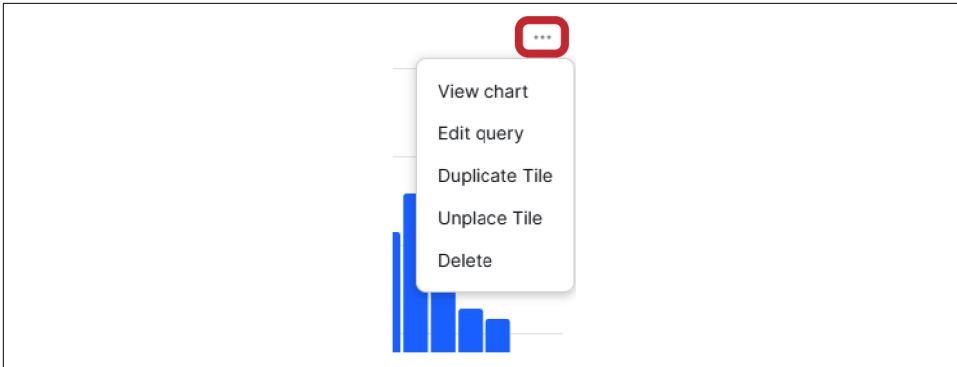 View chart
Edit query
Duplicate Tile
Unplace Tile
Delete